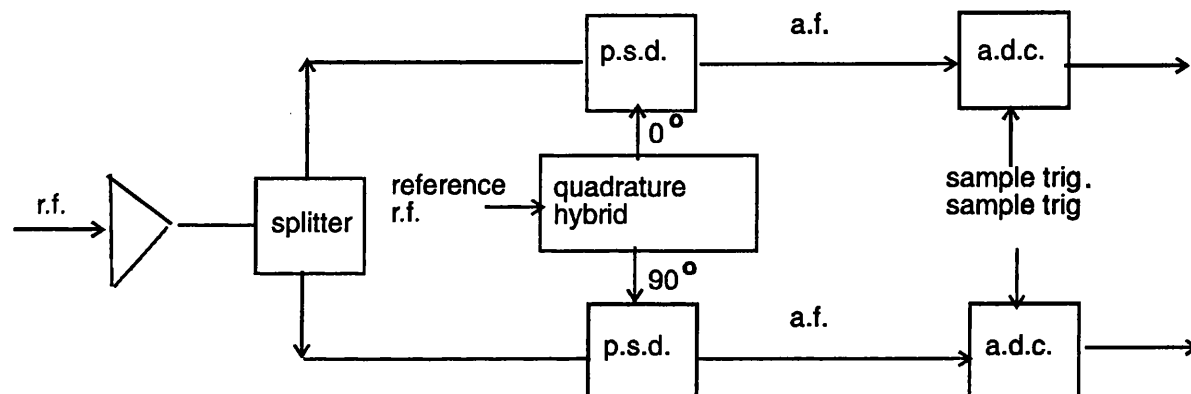 a.f.
p.s.d.
a.d.c.
0°
r.f.
splitter
reference
r.f.
quadrature
hybrid
sample trig.
sample trig
90°
a.f.
p.s.d.
a.d.c.